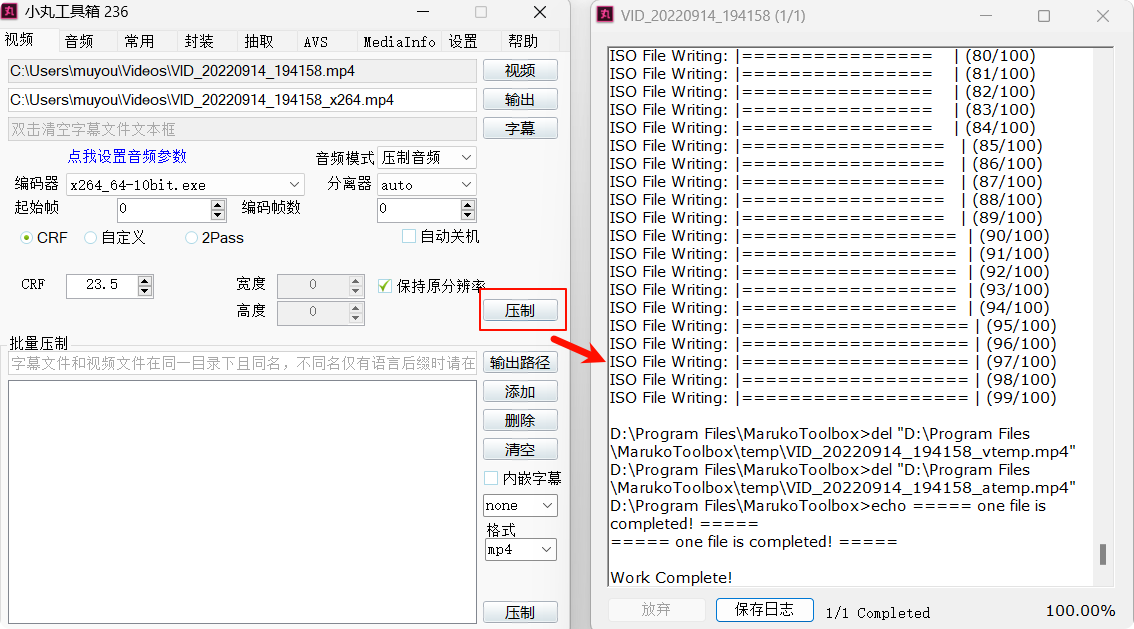 小丸工具箱 236
视频 音频 常用 封装 抽取 AVS MediaInfo 设置 帮助
C:\Users\muyou\Videos\VID_20220914_194158.mp4 视频
C:\Users\muyou\Videos\VID_20220914_194158_x264.mp4 输出
双击清空字幕文件文本框 字幕
点我设置音频参数 音频模式 压制音频
编码器 x264_64-10bit.exe 分离器 auto
起始帧 0 编码帧数 0
CRF 自定义 2Pass 自动关机
CRF 23.5 宽度 0 保持原分辨率
高度 0 压制
批量压制
字幕文件和视频文件在同一目录下且同名，不同名仅有语言后缀时请在 输出路径
添加
删除
清空
内嵌字幕
none
格式
mp4
压制
VID_20220914_194158 (1/1)
ISO File Writing: |================ | (80/100)
ISO File Writing: |================ | (81/100)
ISO File Writing: |================ | (82/100)
ISO File Writing: |================ | (83/100)
ISO File Writing: |================ | (84/100)
ISO File Writing: |================= | (85/100)
ISO File Writing: |================= | (86/100)
ISO File Writing: |================= | (87/100)
ISO File Writing: |================= | (88/100)
ISO File Writing: |================= | (89/100)
ISO File Writing: |================== | (90/100)
ISO File Writing: |================== | (91/100)
ISO File Writing: |================== | (92/100)
ISO File Writing: |================== | (93/100)
ISO File Writing: |================== | (94/100)
ISO File Writing: |=================== | (95/100)
ISO File Writing: |=================== | (96/100)
ISO File Writing: |=================== | (97/100)
ISO File Writing: |=================== | (98/100)
ISO File Writing: |=================== | (99/100)
D:\Program Files\MarukoToolbox>del "D:\Program Files
\MarukoToolbox\temp\VID_20220914_194158_vtemp.mp4"
D:\Program Files\MarukoToolbox>del "D:\Program Files
\MarukoToolbox\temp\VID_20220914_194158_atemp.mp4"
D:\Program Files\MarukoToolbox>echo ===== one file is
completed! =====
===== one file is completed! =====
Work Complete!
放弃 保存日志 1/1 Completed 100.00%